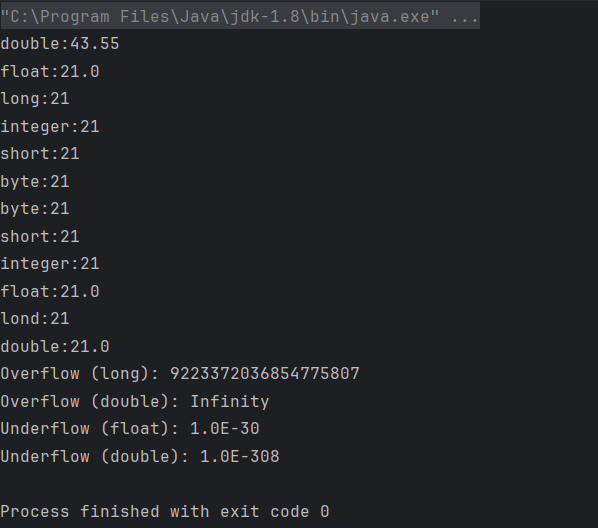 "C:\Program Files\Java\jdk-1.8\bin\java.exe" ...
double:43.55
float:21.0
long:21
integer:21
short:21
byte:21
byte:21
short:21
integer:21
float:21.0
lond:21
double:21.0
Overflow (long): 9223372036854775807
Overflow (double): Infinity
Underflow (float): 1.0E-30
Underflow (double): 1.0E-308
Process finished with exit code 0